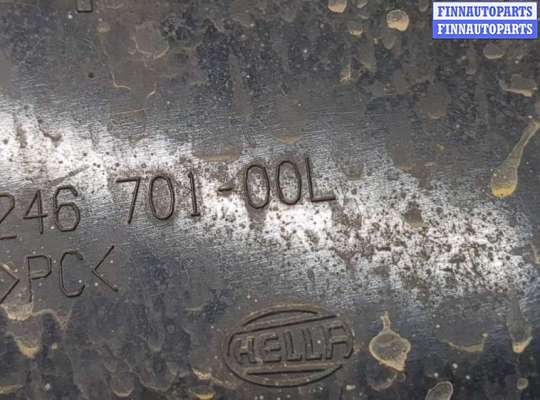 FINNAUTOPARTS
FINNAUTOPARTS
246 701-00L
>PC<
HELLA